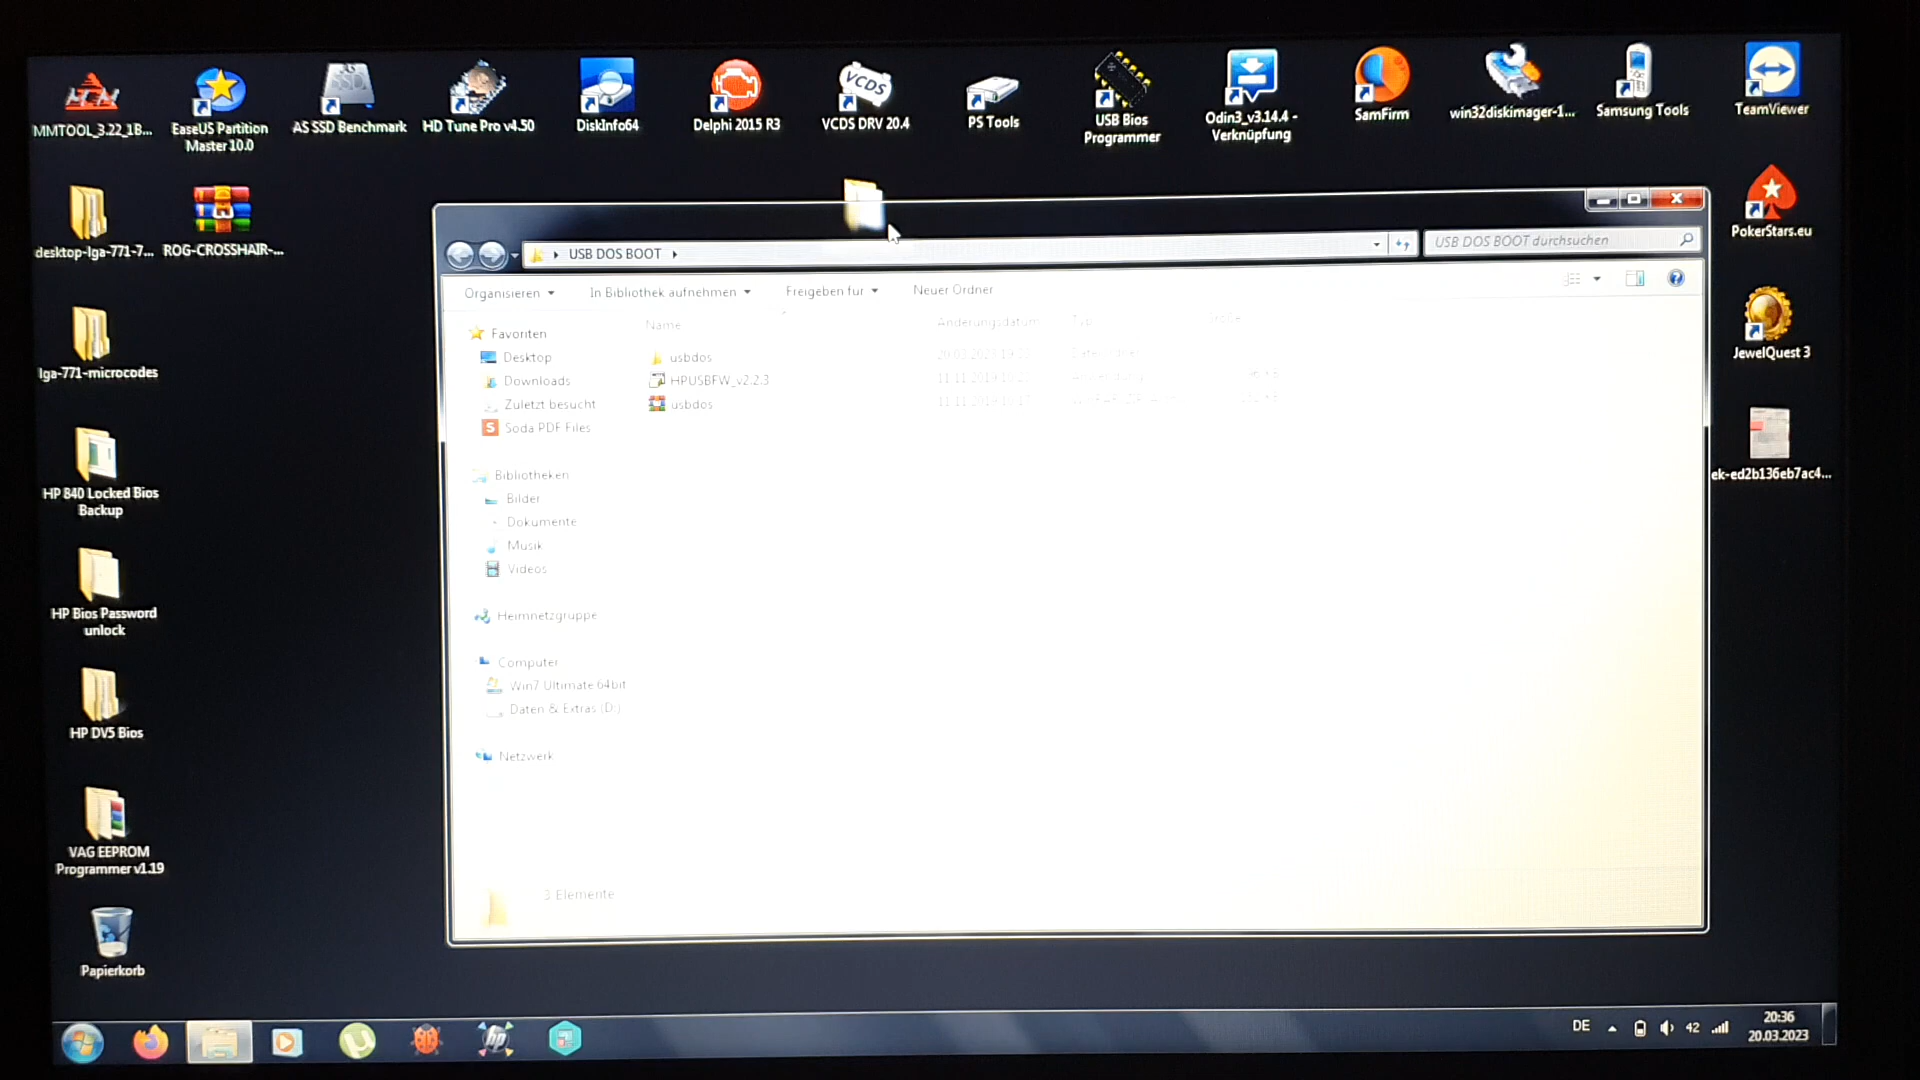 MMTOOL_3.22_1B...
EaseUS Partition
Master 10.0
AS SSD Benchmark
HD Tune Pro v4.50
DiskInfo64
Delphi 2015 R3
VCDS
VCDS DRV 20.4
PS Tools
USB Bios
Programmer
Odin3_v3.14.4 -
Verknüpfung
SamFirm
win32diskimager-1...
Samsung Tools
TeamViewer
desktop-lga-771-7...
ROG-CROSSHAIR-...
PokerStars.eu
lga-771-microcodes
JewelQuest 3
HP 840 Locked Bios
Backup
ek-ed2b136eb7ac4...
HP Bios Password
unlock
HP DV5 Bios
VAG EEPROM
Programmer v1.19
Papierkorb
USB DOS BOOT
USB DOS BOOT durchsuchen
Organisieren
In Bibliothek aufnehmen
Freigeben für
Neuer Ordner
Name
Änderungsdatum
Typ
Größe
Favoriten
Desktop
Downloads
Zuletzt besucht
Soda PDF Files
usbdos
HPUSBFW_v2.2.3
usbdos
Bibliotheken
Bilder
Dokumente
Musik
Videos
Heimnetzgruppe
Computer
Win7 Ultimate 64bit
Daten & Extras (D:)
Netzwerk
3 Elemente
hp
DE
42
20:36
20.03.2023